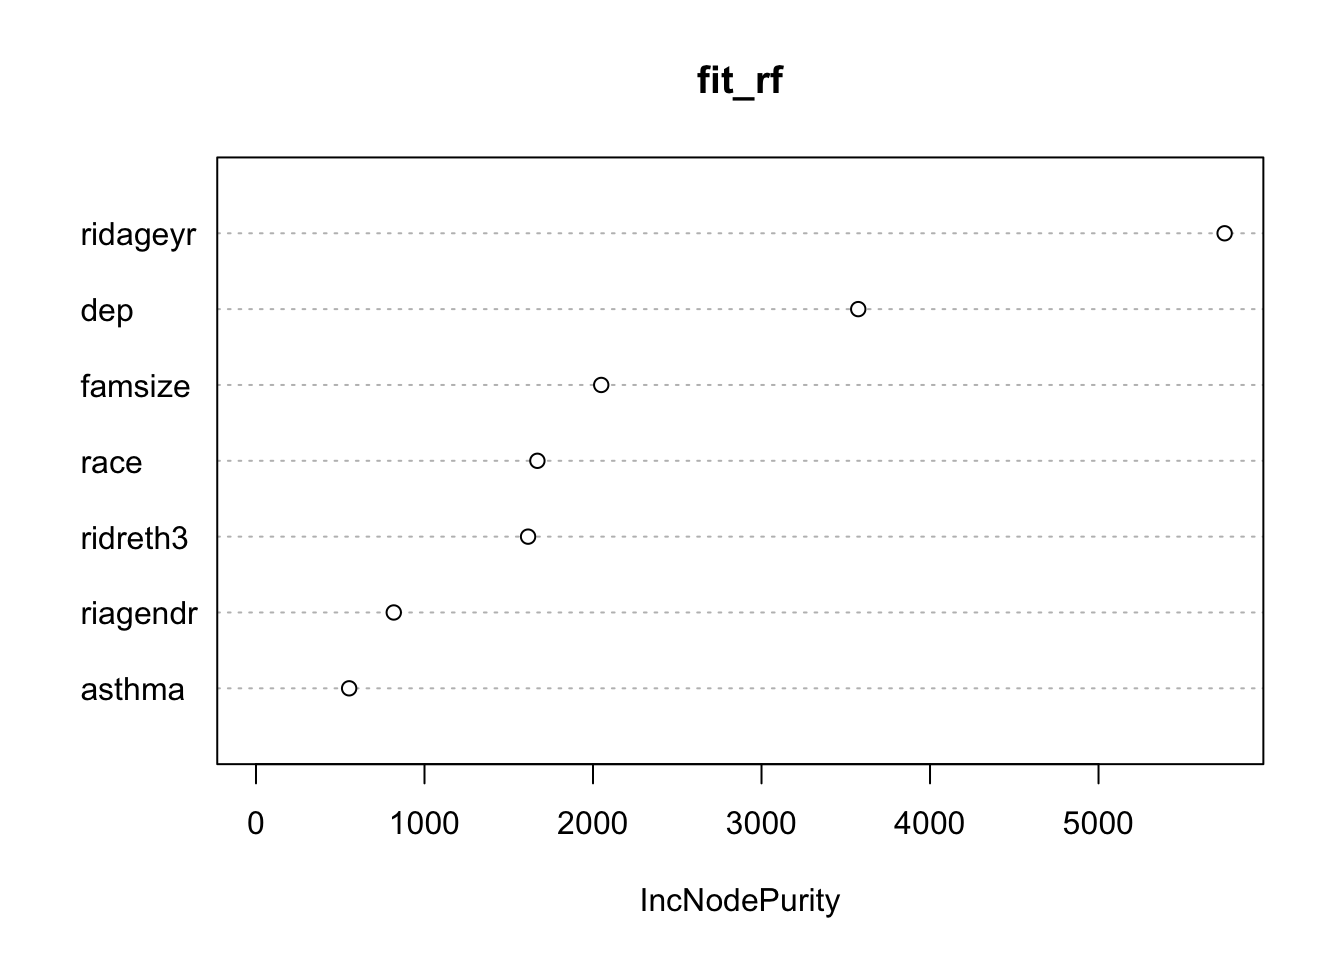 fit_rf
ridageyr
dep
famsize
race
ridreth3
riagendr
asthma
0 1000 2000 3000 4000 5000
IncNodePurity